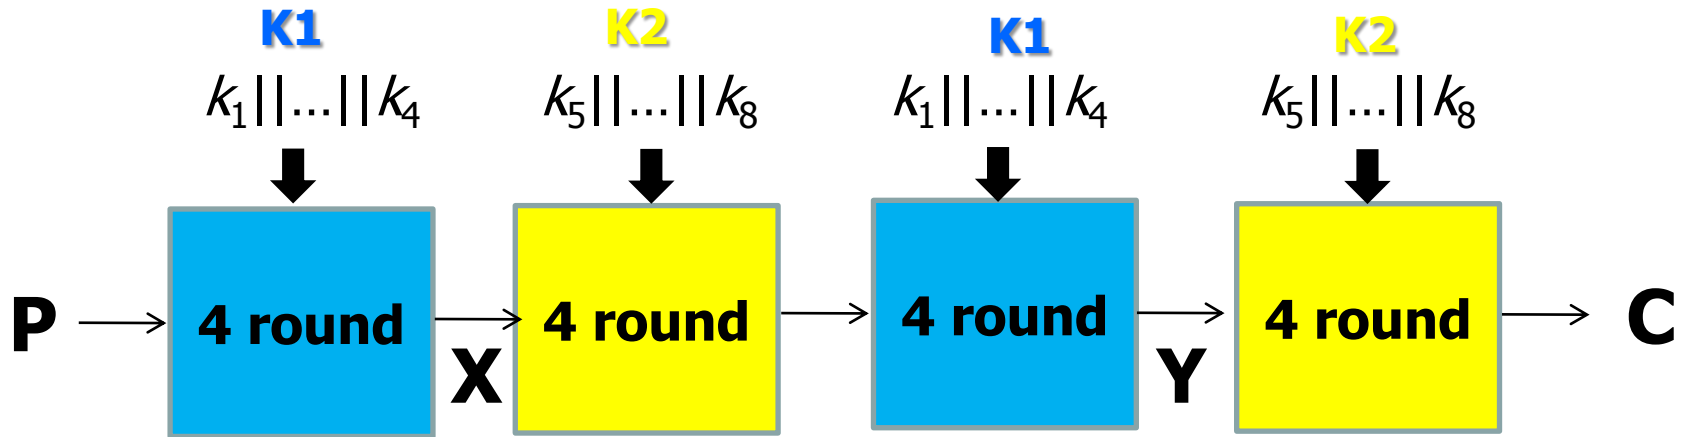 K1 K2 K1 K2
k₁||...||k₄ k₅||...||k₈ k₁||...||k₄ k₅||...||k₈
P 4 round 4 round 4 round 4 round C
X Y